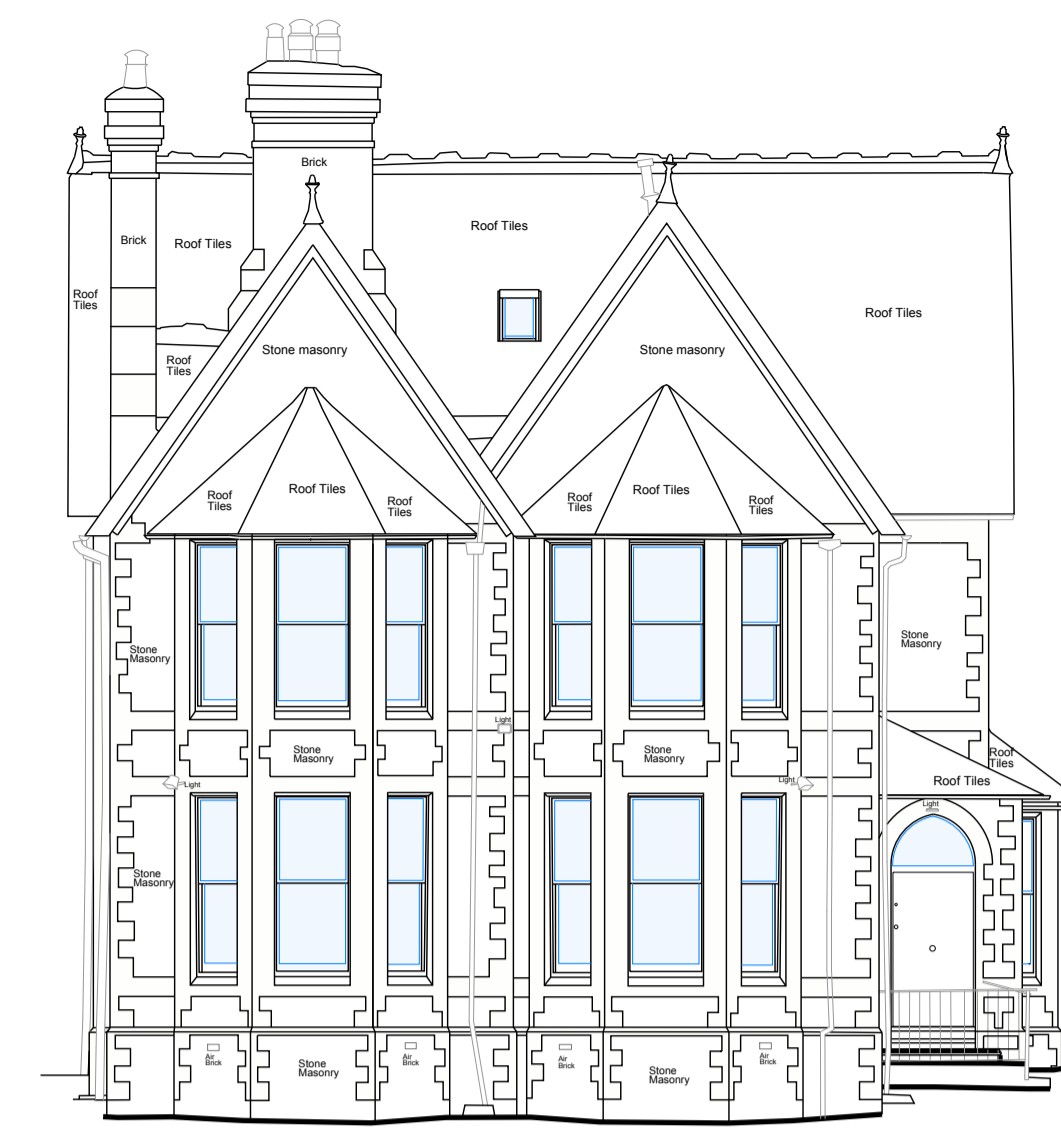 Brick
Roof Tiles
Brick
Roof Tiles
Roof
Tiles
Roof Tiles
Stone masonry
Stone masonry
Roof
Tiles
Roof Tiles
Roof
Tiles
Roof
Tiles
Roof Tiles
Roof
Tiles
Roof
Tiles
Stone
Masonry
Stone
Masonry
Light
Stone
Masonry
Stone
Masonry
Roof
Tiles
Light
Light
Roof Tiles
Light
Stone
Masonry
Air
Brick
Air
Brick
Air
Brick
Air
Brick
Stone
Masonry
Stone
Masonry